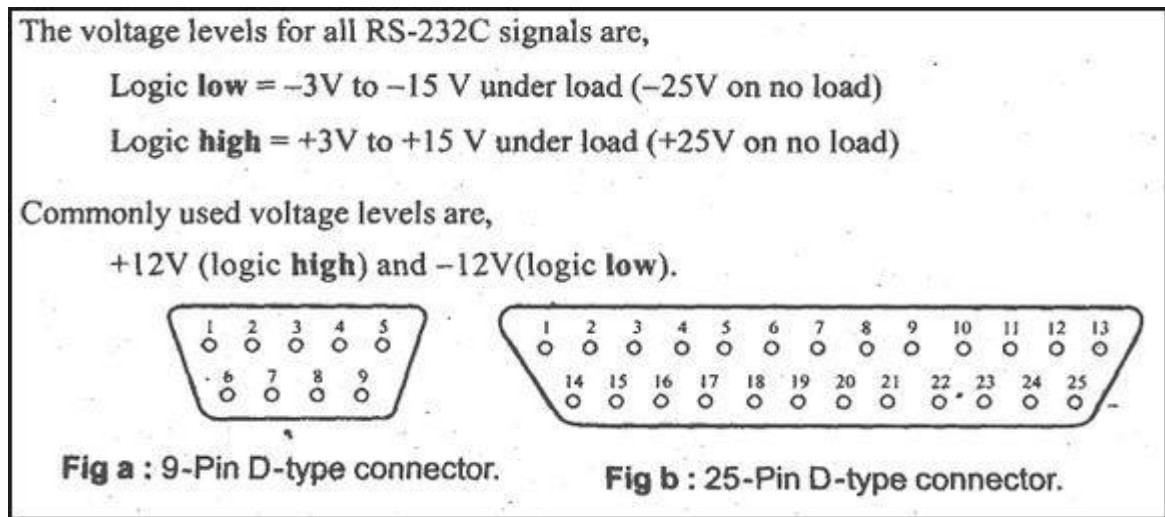 The voltage levels for all RS-232C signals are,
Logic low = –3V to –15 V under load (–25V on no load)
Logic high = +3V to +15 V under load (+25V on no load)
Commonly used voltage levels are,
+12V (logic high) and –12V(logic low).
1 2 3 4 5
6 7 8 9
1 2 3 4 5 6 7 8 9 10 11 12 13
14 15 16 17 18 19 20 21 22 23 24 25
Fig a : 9-Pin D-type connector.
Fig b : 25-Pin D-type connector.